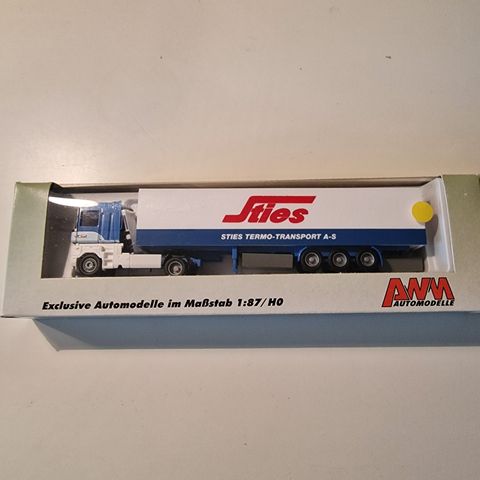 Sties
STIES TERMO-TRANSPORT A-S
Exclusive Automodelle im Maßstab 1:87/H0
AWM
AUTOMODELLE